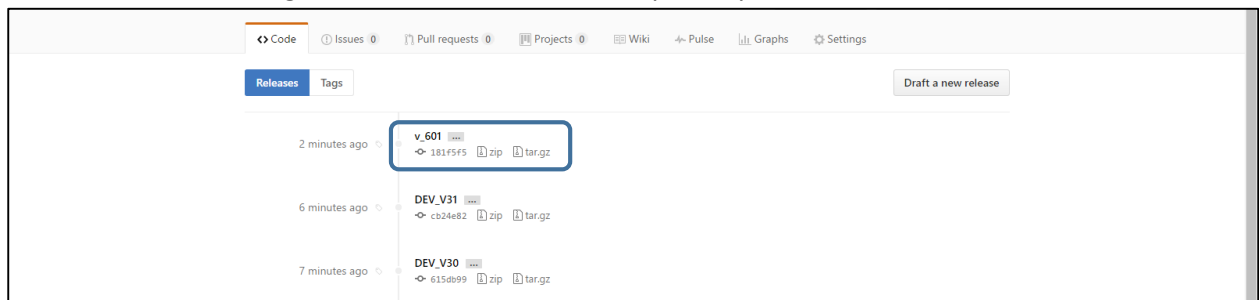 Code Issues 0 Pull requests 0 Projects 0 Wiki Pulse Graphs Settings
Releases Tags Draft a new release
v_601 ...
2 minutes ago 181f5f5 zip tar.gz
DEV_V31 ...
6 minutes ago cb24e82 zip tar.gz
DEV_V30 ...
7 minutes ago 615db99 zip tar.gz